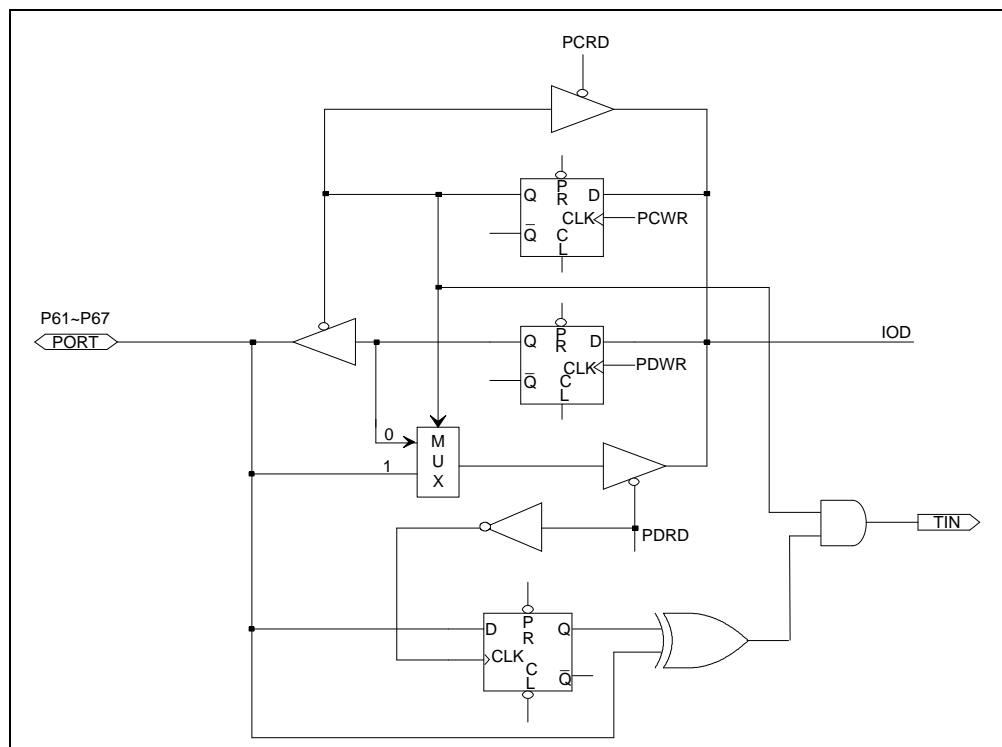 PCRD
P
R
Q
D
CLK
PCWR
Q̅
C
L
P61~P67
PORT
P
R
Q
D
IOD
CLK
PDWR
Q̅
C
L
0
1
M
U
X
PDRD
TIN
D
P
R
Q
CLK
C
L
Q̅